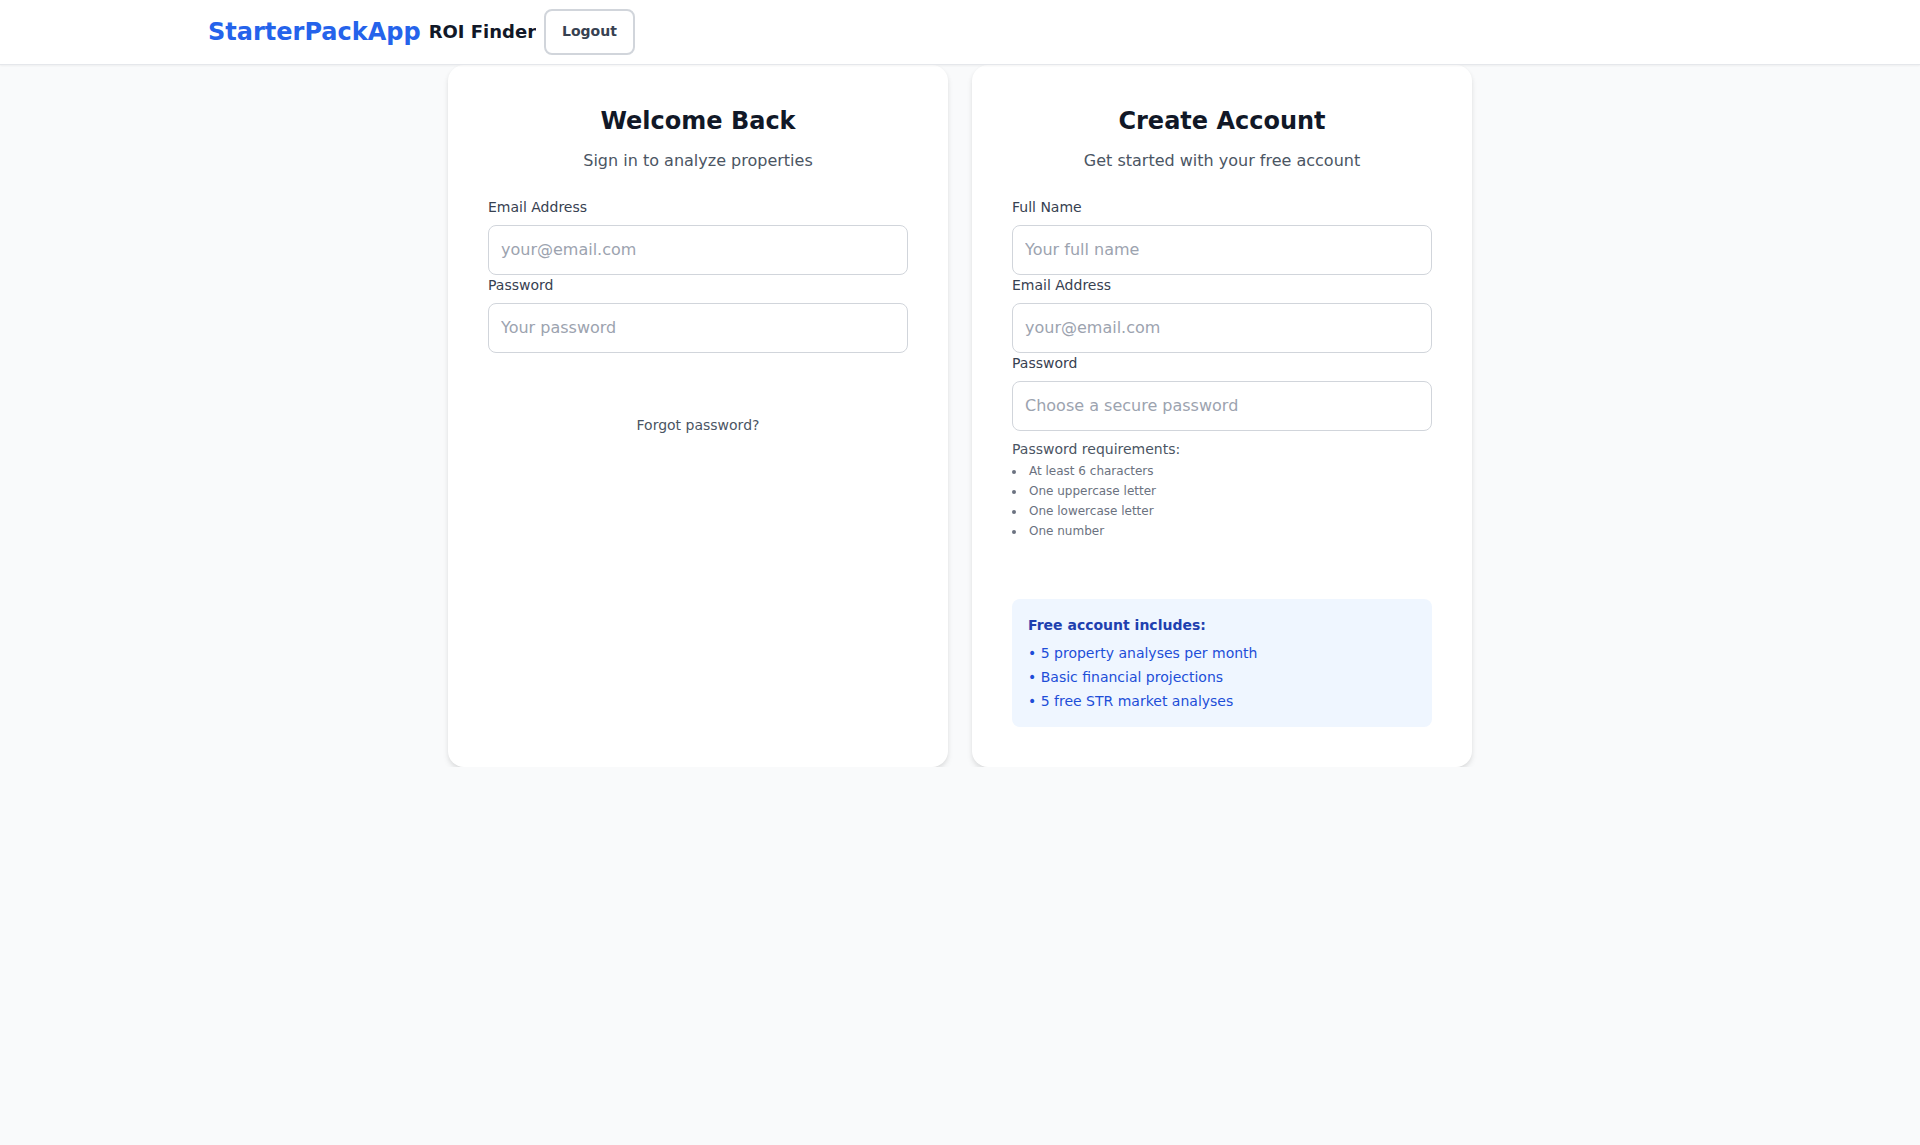 StarterPackApp ROI Finder Logout
Welcome Back
Sign in to analyze properties
Email Address
your@email.com
Password
Your password
Forgot password?
Create Account
Get started with your free account
Full Name
Your full name
Email Address
your@email.com
Password
Choose a secure password
Password requirements:
• At least 6 characters
• One uppercase letter
• One lowercase letter
• One number
Free account includes:
• 5 property analyses per month
• Basic financial projections
• 5 free STR market analyses